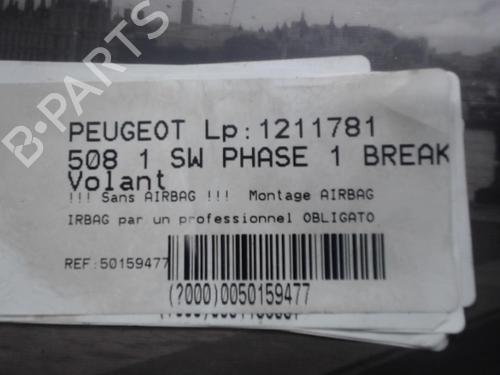 B-PARTS
PEUGEOT Lp:1211781
508 1 SW PHASE 1 BREAK
Volant
!!! Sans AIRBAG !!! Montage AIRBAG
IRBAG par un professionnel OBLIGATO
REF:50159477
(?000)0050159477